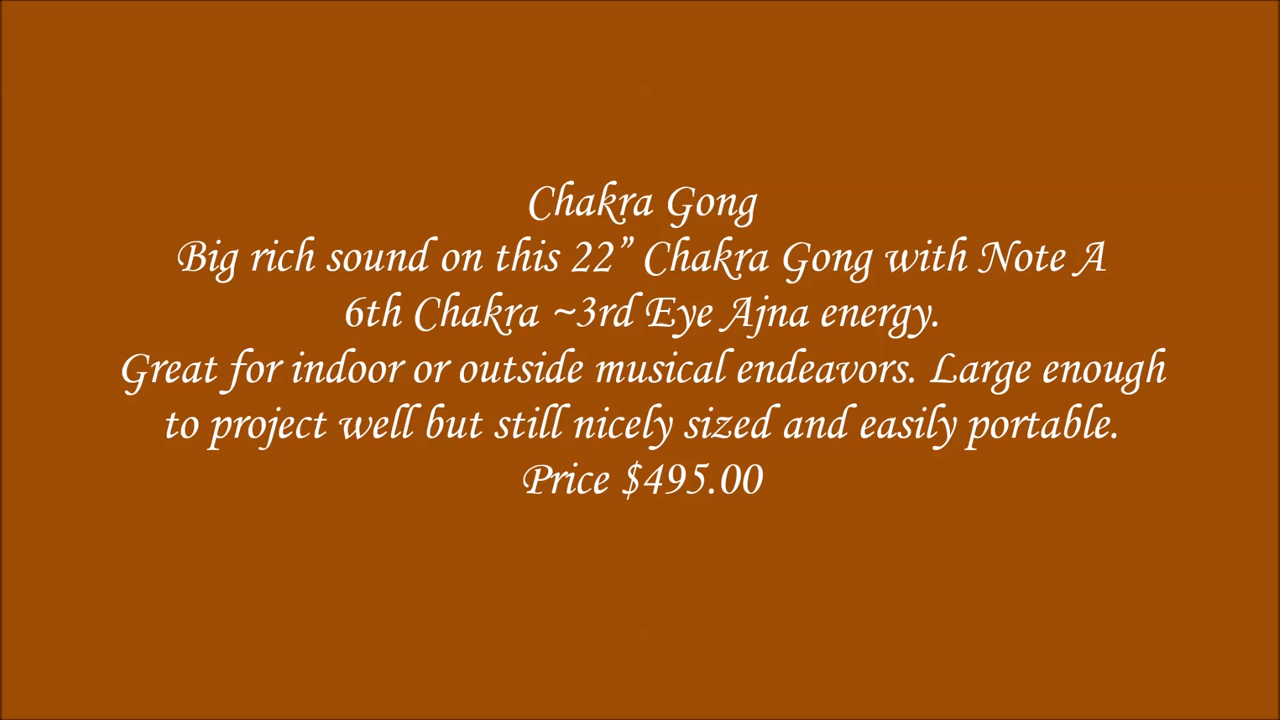 Chakra Gong
Big rich sound on this 22” Chakra Gong with Note A
6th Chakra ~3rd Eye Ajna energy.
Great for indoor or outside musical endeavors. Large enough
to project well but still nicely sized and easily portable.
Price $495.00